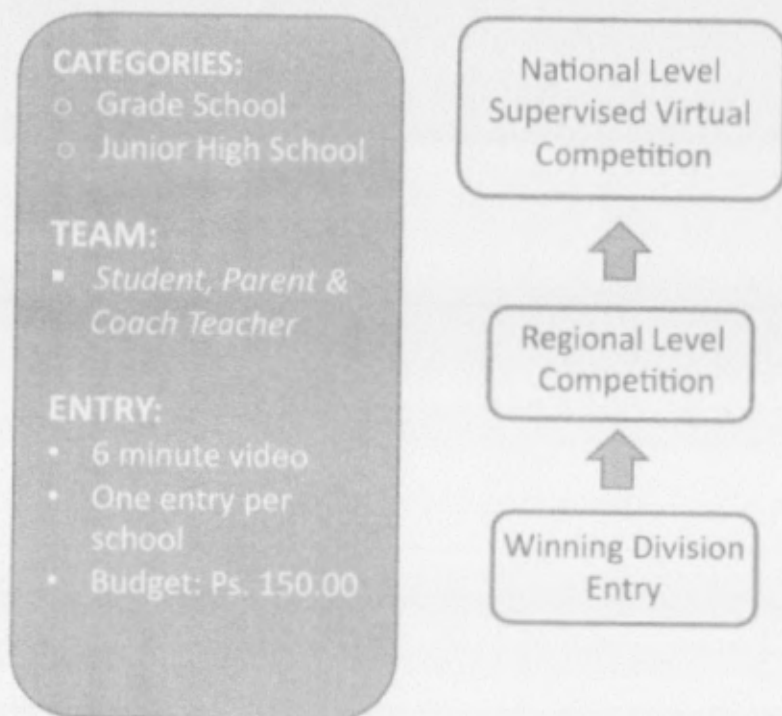 CATEGORIES:
o Grade School
o Junior High School
TEAM:
▪ Student, Parent &
Coach Teacher
ENTRY:
• 6 minute video
• One entry per
school
• Budget: Ps. 150.00
National Level
Supervised Virtual
Competition
Regional Level
Competition
Winning Division
Entry